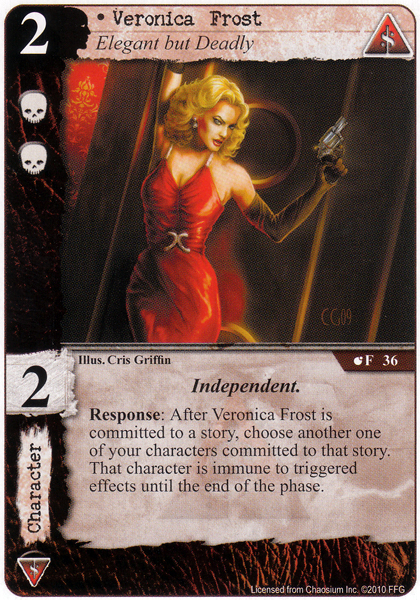 2
• Veronica Frost
Elegant but Deadly
CG09
Illus. Cris Griffin
F 36
2
Independent.
Response: After Veronica Frost is
committed to a story, choose another one
of your characters committed to that story.
That character is immune to triggered
effects until the end of the phase.
Character
Licensed from Chaosium Inc. ©2010 FFG